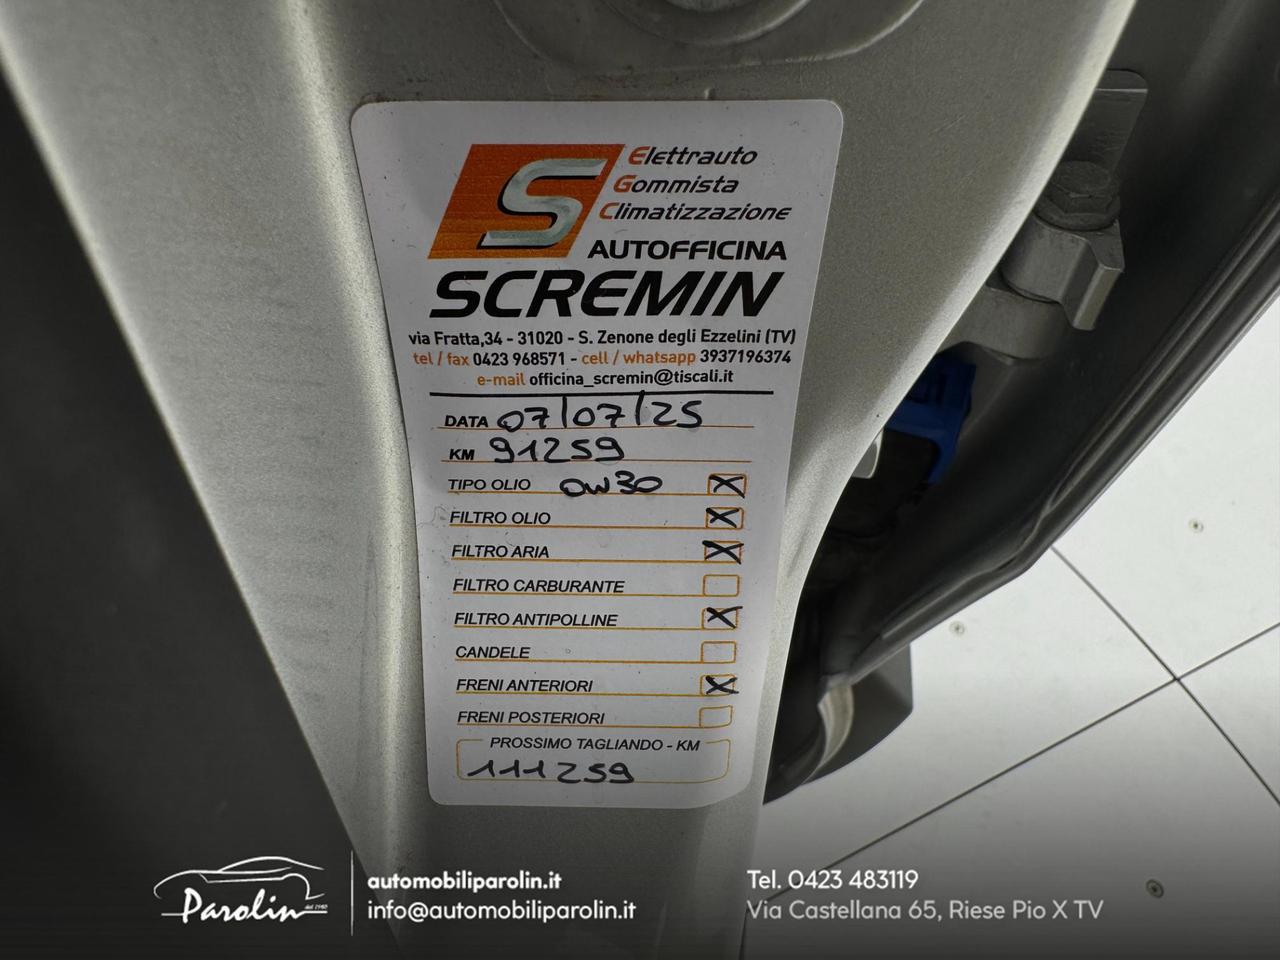 S
Elettrauto
Gommista
Climatizzazione
AUTOFFICINA
SCREMIN
via Fratta,34 - 31020 - S. Zenone degli Ezzelini (TV)
tel / fax 0423 968571 - cell / whatsapp 3937196374
e-mail officina_scremin@tiscali.it
DATA 07/07/25
KM 91259
TIPO OLIO 0W30 X
FILTRO OLIO X
FILTRO ARIA X
FILTRO CARBURANTE
FILTRO ANTIPOLLINE X
CANDELE
FRENI ANTERIORI X
FRENI POSTERIORI
PROSSIMO TAGLIANDO - KM
111259
Parolin dal 1980
automobiliparolin.it
info@automobiliparolin.it
Tel. 0423 483119
Via Castellana 65, Riese Pio X TV